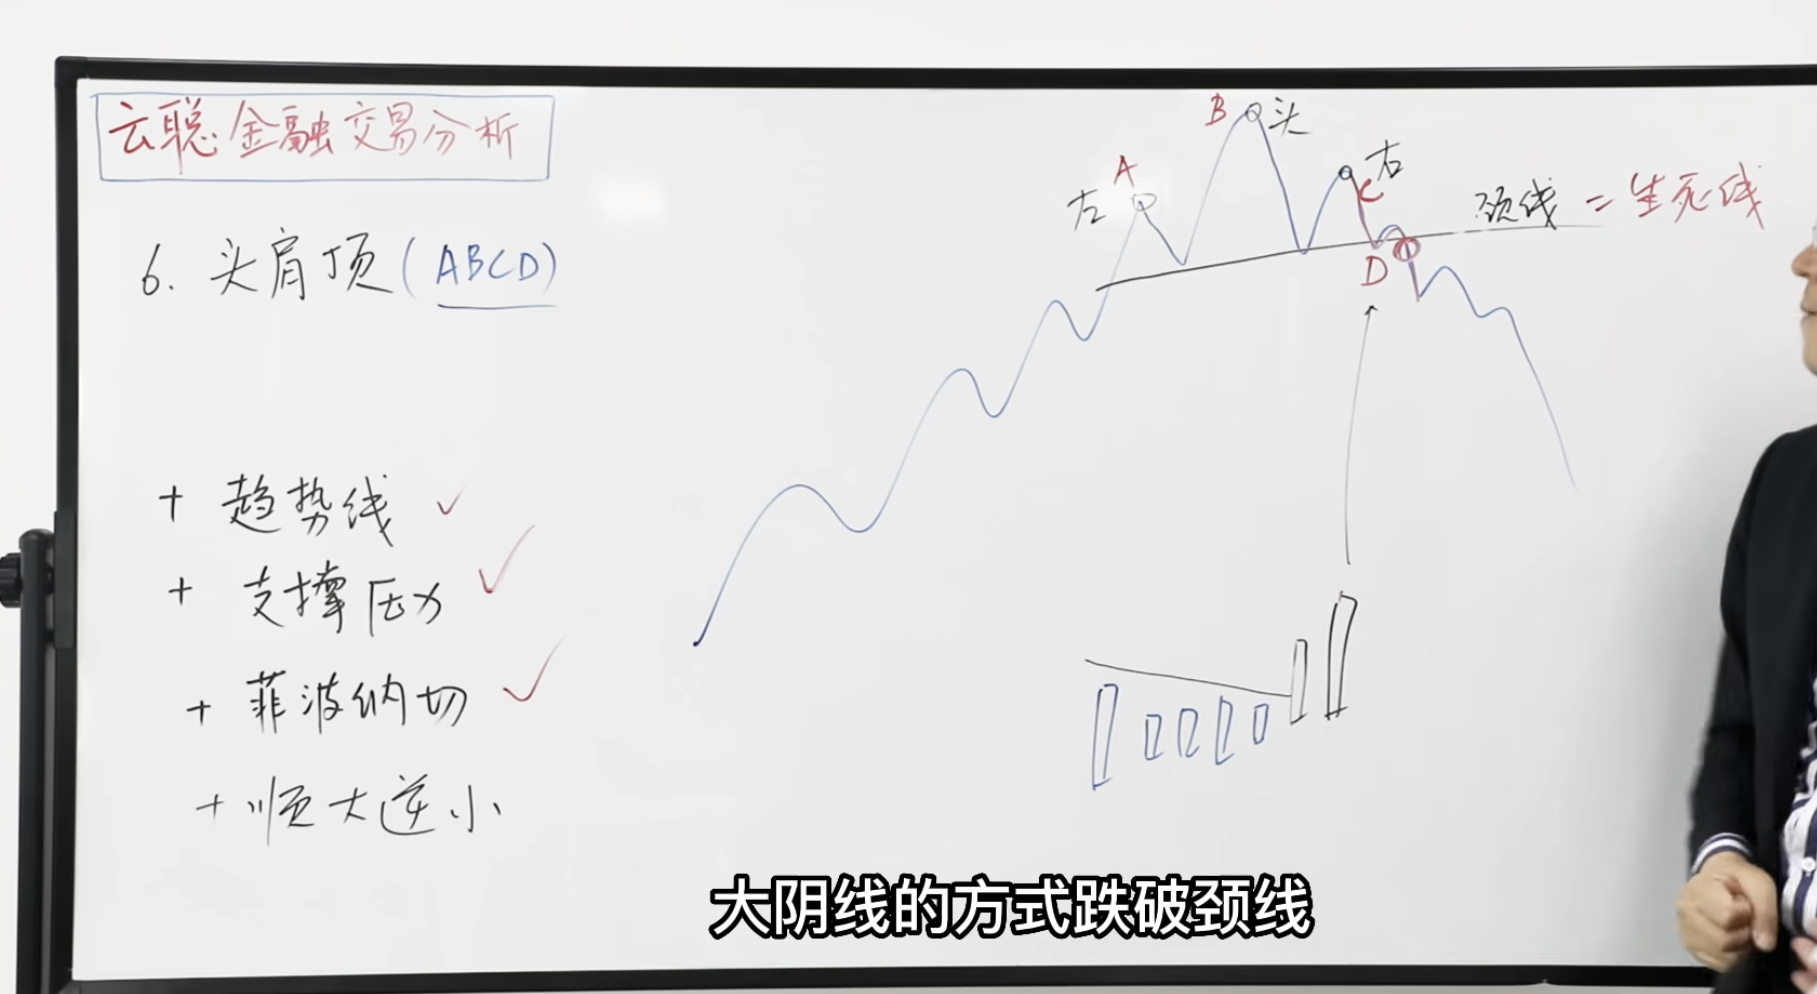 云聪金融交易分析
B 头
A
左
右
C
颈线 = 生死线
6. 头肩顶(ABCD)
D
+ 趋势线 ✓
+ 支撑压力 ✓
+ 菲波纳切 ✓
+ 顺大逆小
大阴线的方式跌破颈线